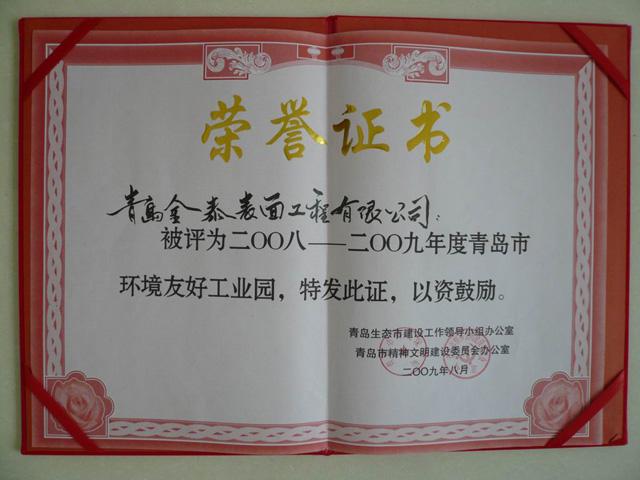 荣誉证书
青岛金泰表面工程有限公司：
被评为二〇〇八——二〇〇九年度青岛市
环境友好工业园，特发此证，以资鼓励。
青岛生态市建设工作领导小组办公室
青岛市精神文明建设委员会办公室
二〇〇九年八月